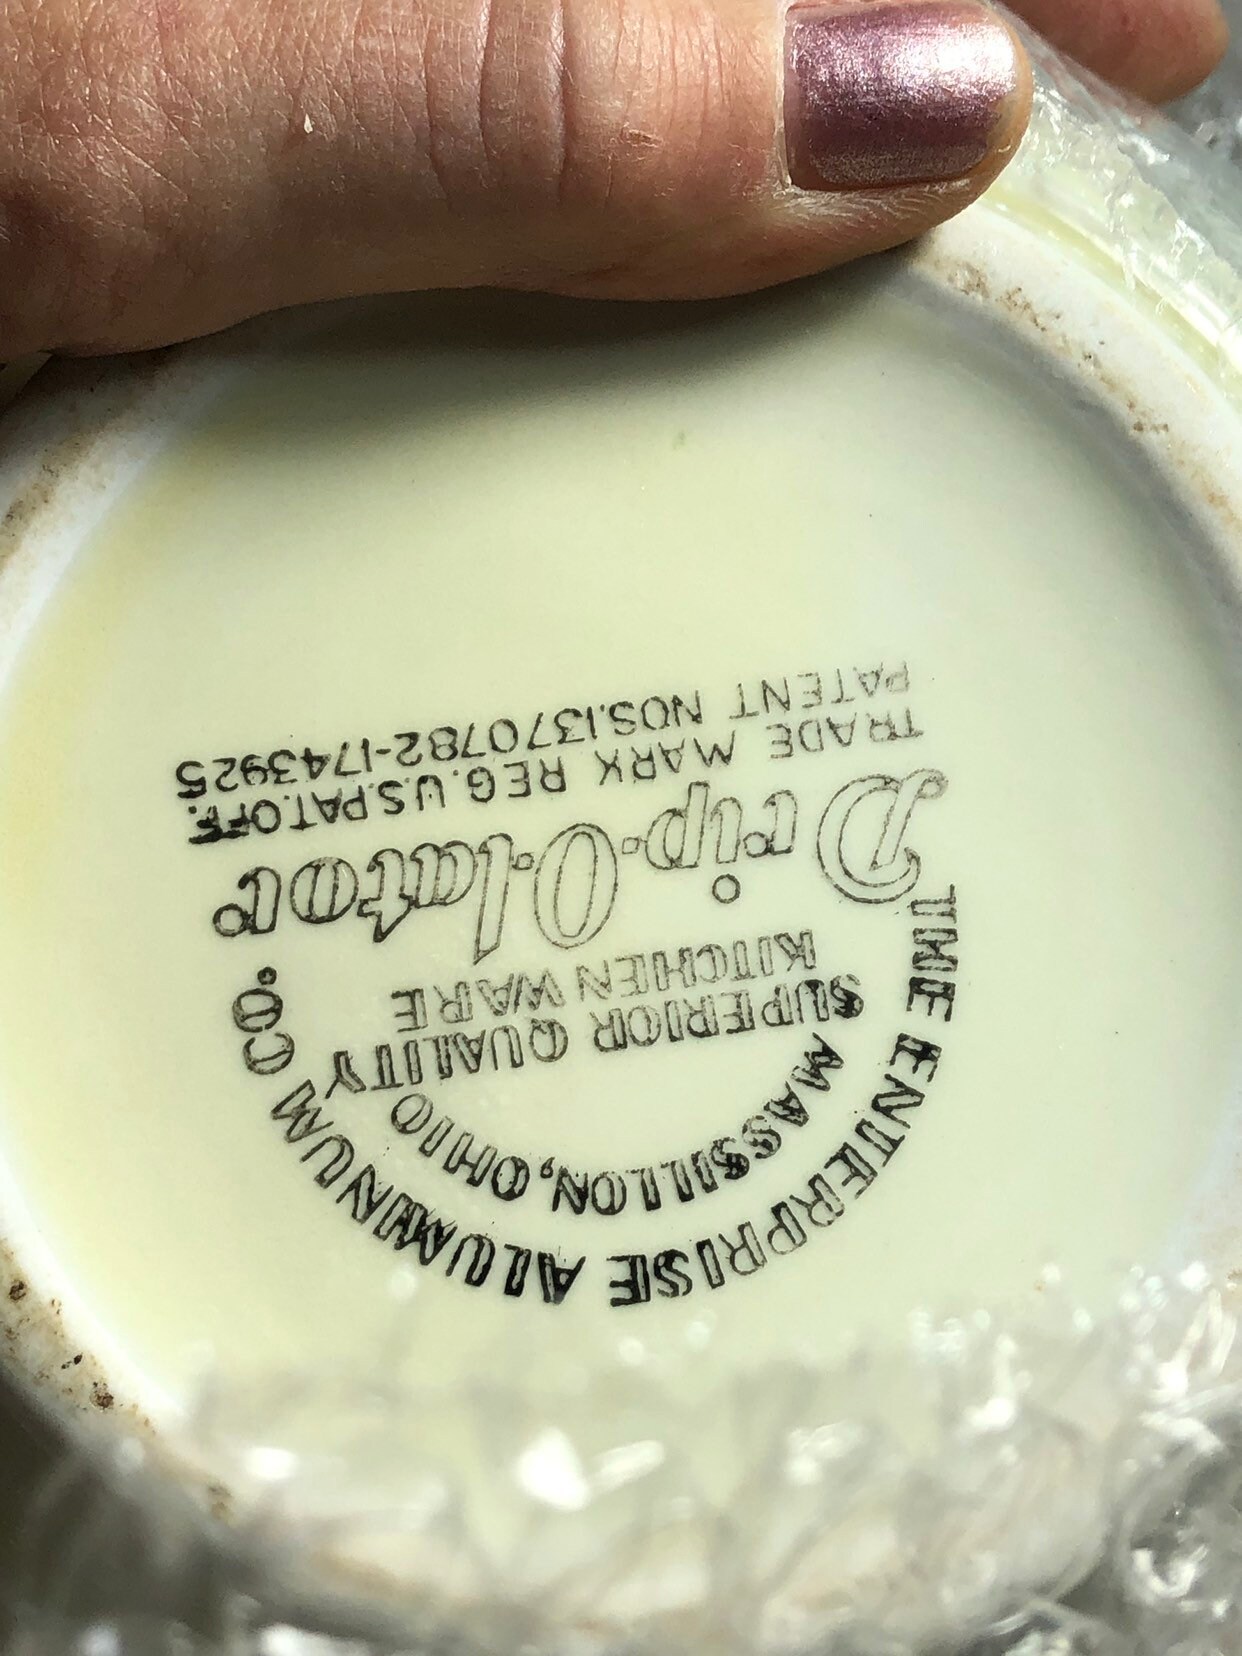 THE ENTERPRISE ALUMINUM CO.
MASSILLON, OHIO
SUPERIOR QUALITY
KITCHEN WARE
Drip-O-lator
TRADE MARK REG. U.S. PAT. OFF.
PATENT NOS. 1370782-1743925